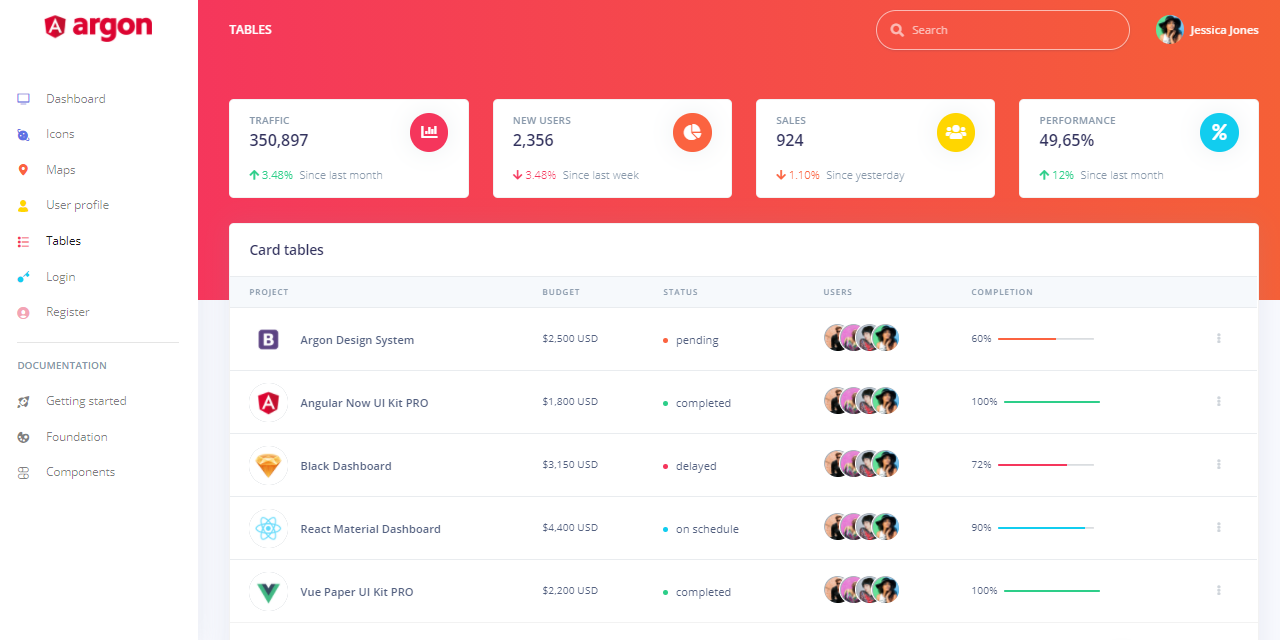 argon
TABLES
Search
Jessica Jones
Dashboard
Icons
Maps
User profile
Tables
Login
Register
DOCUMENTATION
Getting started
Foundation
Components
TRAFFIC
350,897
3.48% Since last month
NEW USERS
2,356
3.48% Since last week
SALES
924
1.10% Since yesterday
PERFORMANCE
49,65%
12% Since last month
Card tables
PROJECT BUDGET STATUS USERS COMPLETION
B Argon Design System $2,500 USD pending 60%
A Angular Now UI Kit PRO $1,800 USD completed 100%
Black Dashboard $3,150 USD delayed 72%
React Material Dashboard $4,400 USD on schedule 90%
Vue Paper UI Kit PRO $2,200 USD completed 100%